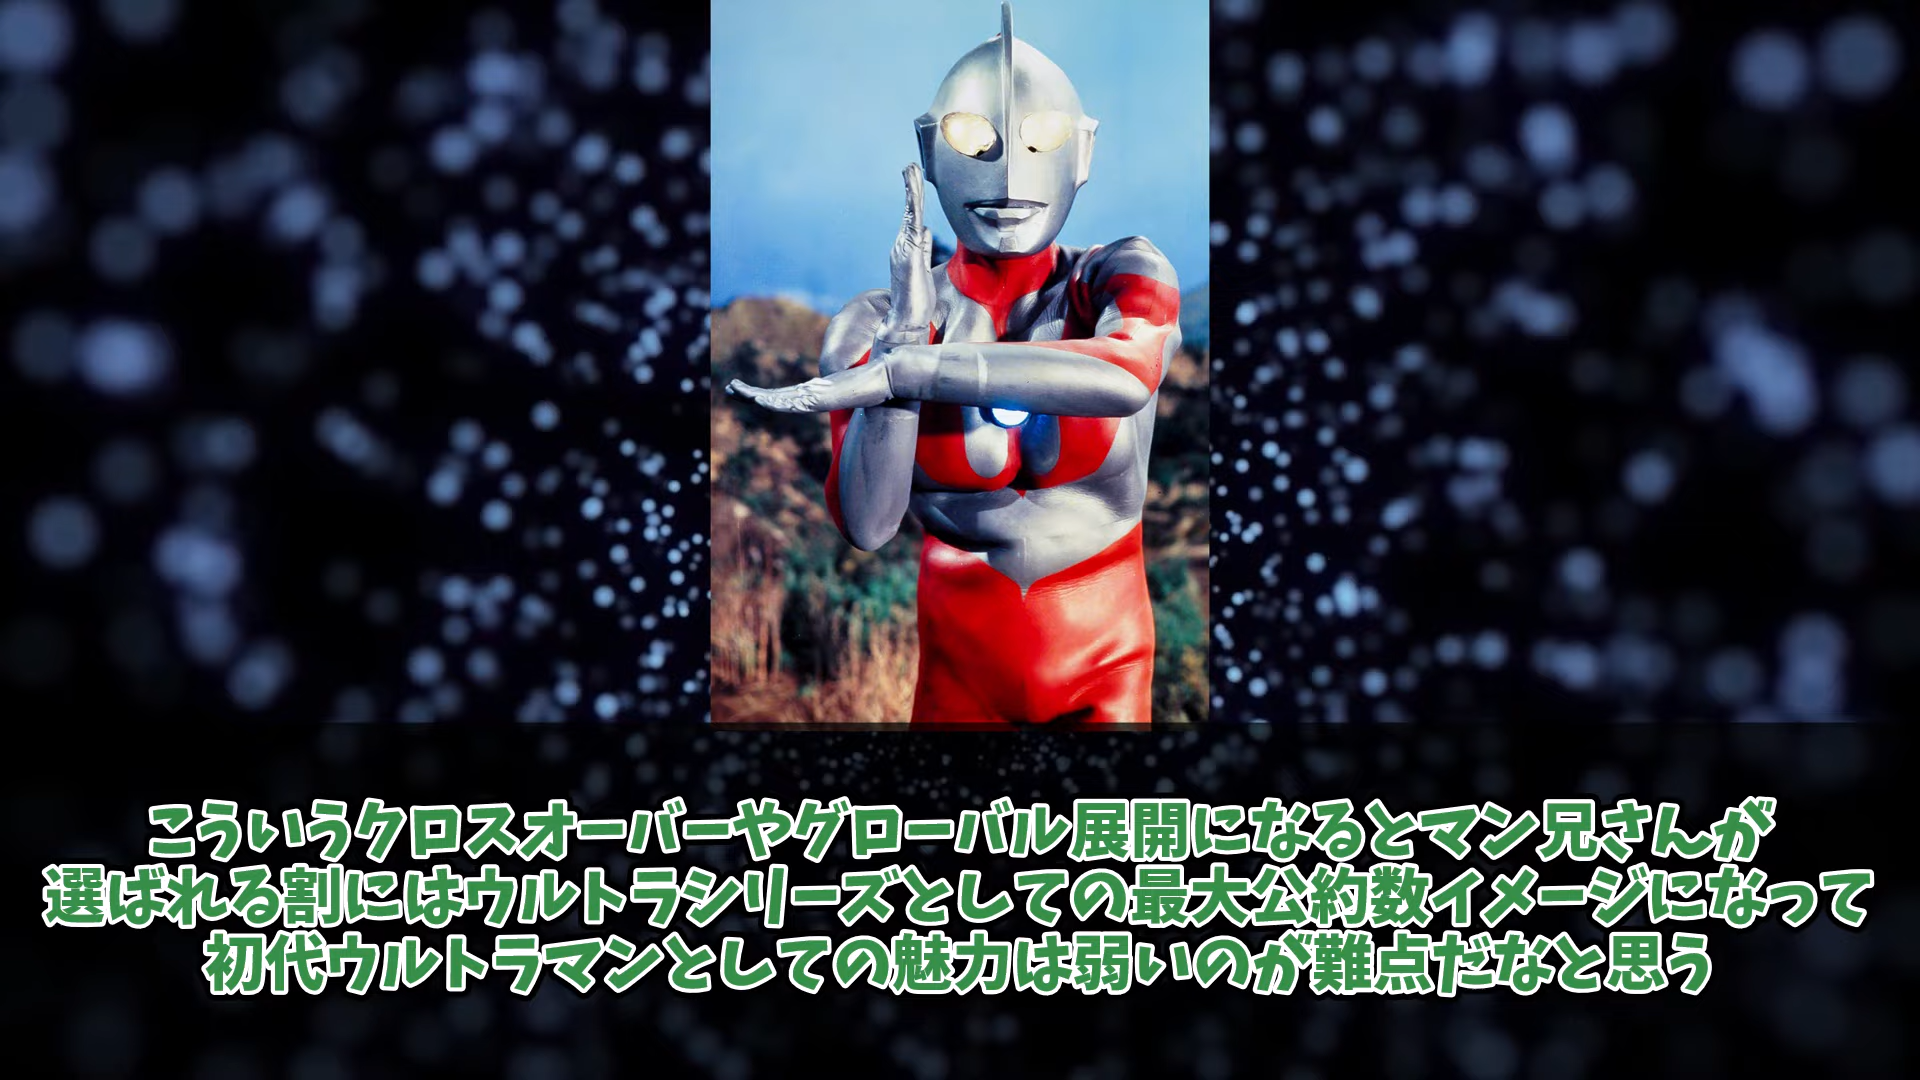 こういうクロスオーバーやグローバル展開になるとマン兄さんが
選ばれる割にはウルトラシリーズとしての最大公約数イメージになって
初代ウルトラマンとしての魅力は弱いのが難点だなと思う